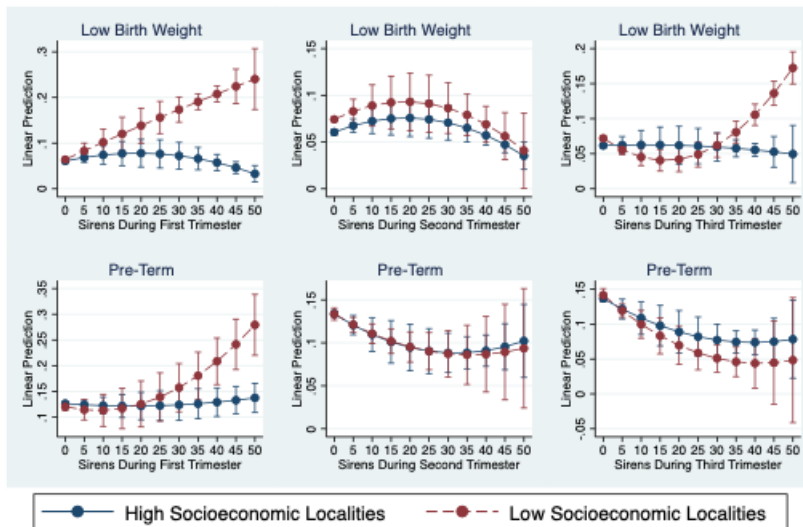 Low Birth Weight
Low Birth Weight
Low Birth Weight
Linear Prediction
0 .1 .2 .3
0 5 10 15 20 25 30 35 40 45 50
Sirens During First Trimester
Linear Prediction
0 .05 .1 .15
0 5 10 15 20 25 30 35 40 45 50
Sirens During Second Trimester
Linear Prediction
0 .05 .1 .15 .2
0 5 10 15 20 25 30 35 40 45 50
Sirens During Third Trimester
Pre-Term
Pre-Term
Pre-Term
Linear Prediction
.1 .15 .2 .25 .3 .35
0 5 10 15 20 25 30 35 40 45 50
Sirens During First Trimester
Linear Prediction
0 .05 .1 .15
0 5 10 15 20 25 30 35 40 45 50
Sirens During Second Trimester
Linear Prediction
-.05 0 .05 .1 .15
0 5 10 15 20 25 30 35 40 45 50
Sirens During Third Trimester
High Socioeconomic Localities
Low Socioeconomic Localities